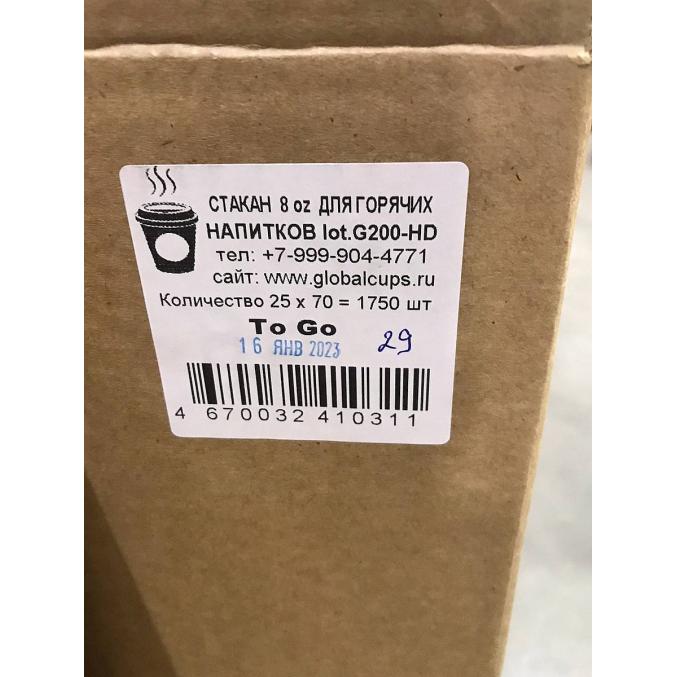 СТАКАН 8 oz ДЛЯ ГОРЯЧИХ
НАПИТКОВ lot.G200-HD
тел: +7-999-904-4771
сайт: www.globalcups.ru
Количество 25 x 70 = 1750 шт
To Go
16 ЯНВ 2023 29
4 670032 410311